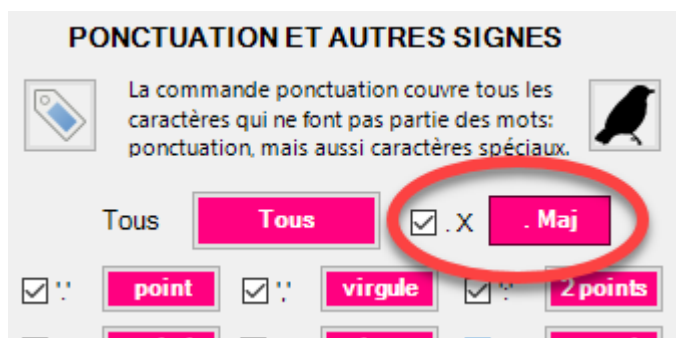 PONCTUATION ET AUTRES SIGNES
La commande ponctuation couvre tous les
caractères qui ne font pas partie des mots:
ponctuation, mais aussi caractères spéciaux.
Tous Tous . X . Maj
'.' point ',' virgule ':' 2 points